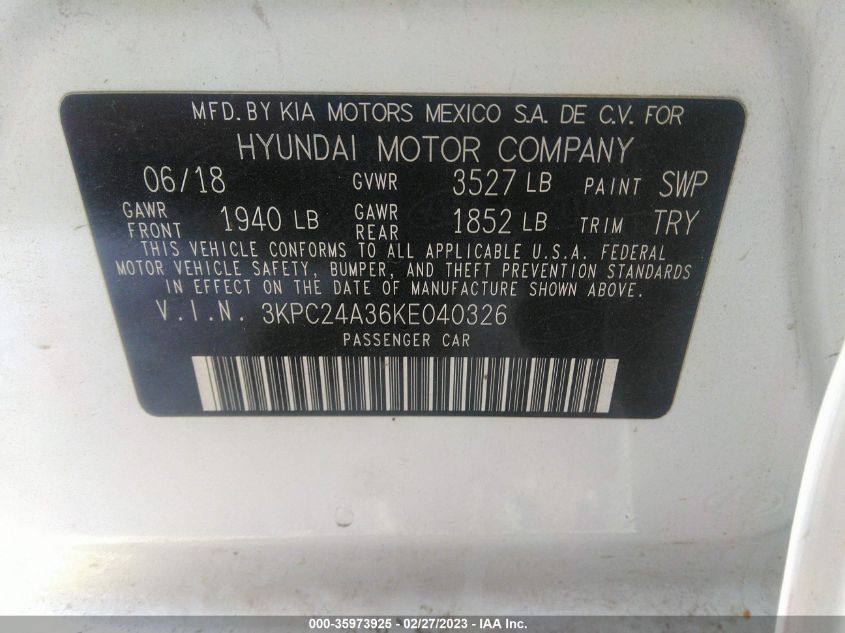 MFD. BY KIA MOTORS MEXICO S.A. DE C.V. FOR
HYUNDAI MOTOR COMPANY
06/18 GVWR 3527 LB PAINT SWP
GAWR FRONT 1940 LB GAWR REAR 1852 LB TRIM TRY
THIS VEHICLE CONFORMS TO ALL APPLICABLE U.S.A. FEDERAL
MOTOR VEHICLE SAFETY, BUMPER, AND THEFT PREVENTION STANDARDS
IN EFFECT ON THE DATE OF MANUFACTURE SHOWN ABOVE.
V.I.N. 3KPC24A36KE040326
PASSENGER CAR
000-35973925 - 02/27/2023 - IAA Inc.